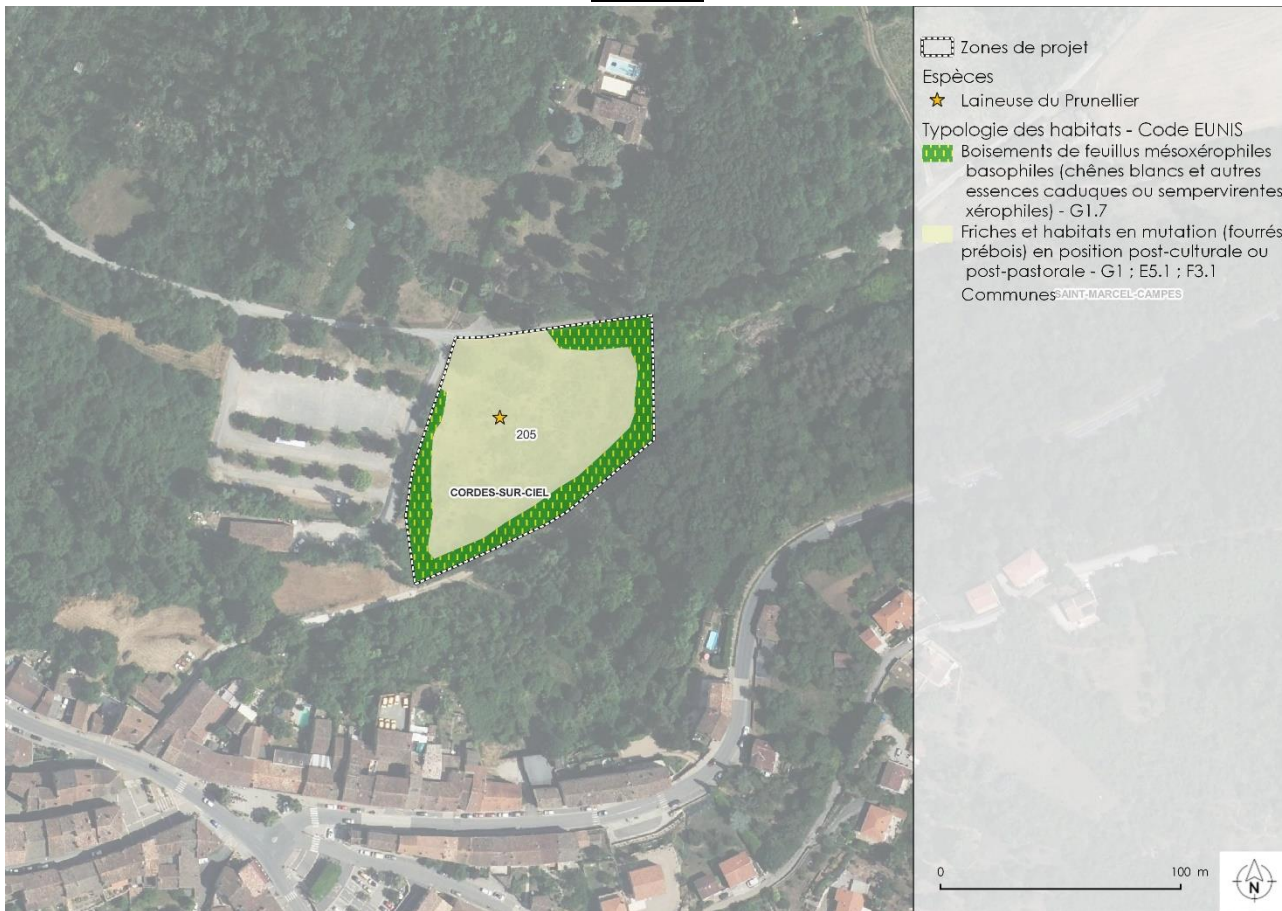 Zones de projet
Espèces
Laineuse du Prunellier
Typologie des habitats - Code EUNIS
Boisements de feuillus mésoxérophiles
basophiles (chênes blancs et autres
essences caduques ou sempervirentes
xérophiles) - G1.7
Friches et habitats en mutation (fourrés
prébois) en position post-culturale ou
post-pastorale - G1 ; E5.1 ; F3.1
Communes
SAINT-MARCEL-CAMPES
205
CORDES-SUR-CIEL
0
100 m
N